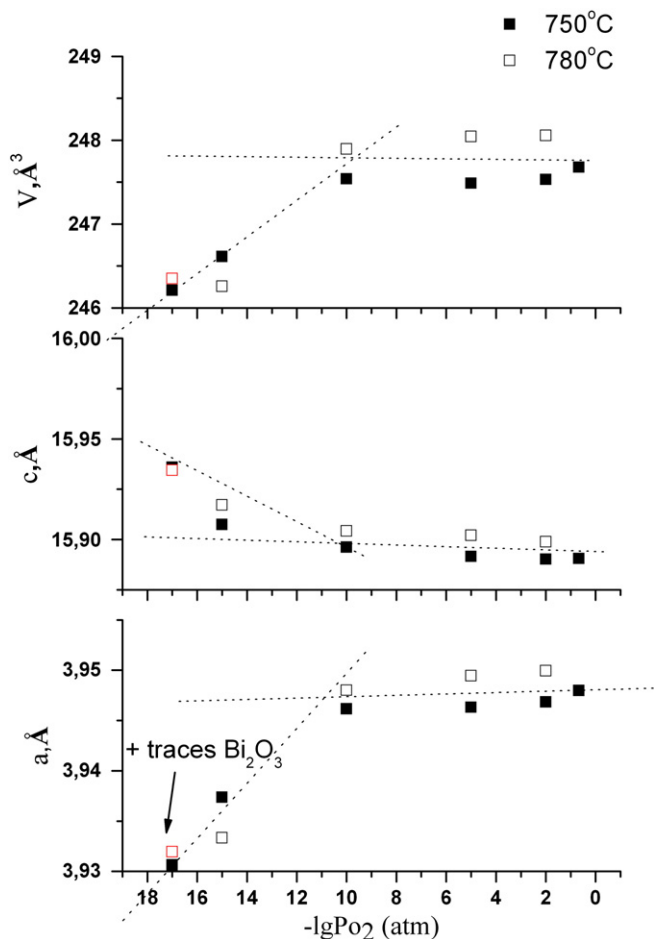 750°C
780°C
249
248
247
246
V,Å³
16,00
15,95
15,90
c,Å
3,95
3,94
3,93
a,Å
+ traces Bi₂O₃
18 16 14 12 10 8 6 4 2 0
-lgPo₂ (atm)